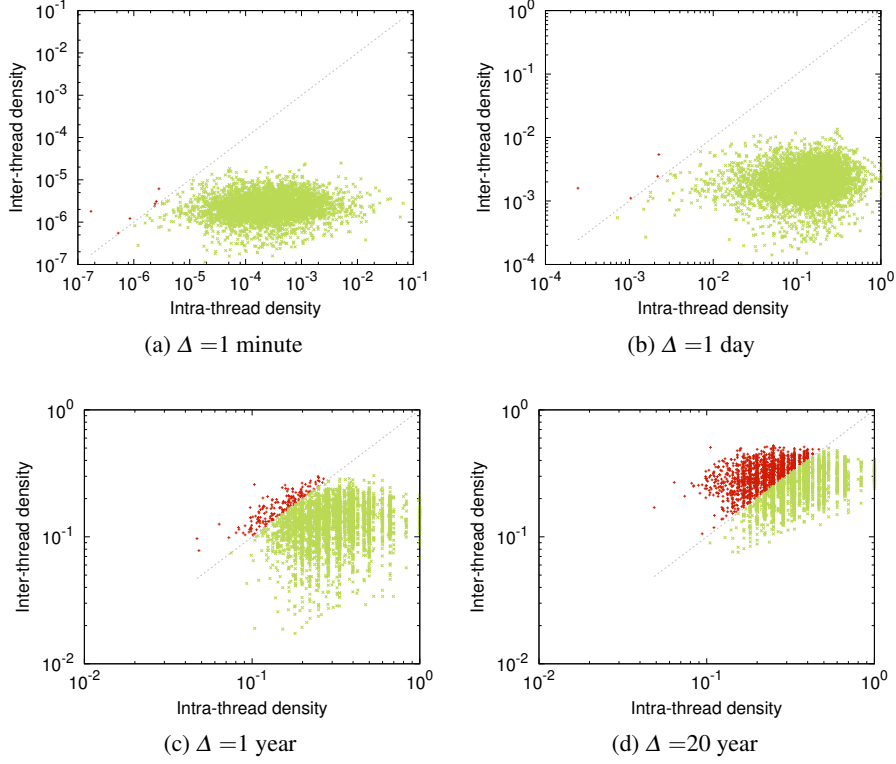 10^-1
10^-2
10^-3
10^-4
10^-5
10^-6
10^-7
Inter-thread density
10^-7 10^-6 10^-5 10^-4 10^-3 10^-2 10^-1
Intra-thread density
(a) Δ =1 minute
10^0
10^-1
10^-2
10^-3
10^-4
Inter-thread density
10^-4 10^-3 10^-2 10^-1 10^0
Intra-thread density
(b) Δ =1 day
10^0
10^-1
10^-2
Inter-thread density
10^-2 10^-1 10^0
Intra-thread density
(c) Δ =1 year
10^0
10^-1
10^-2
Inter-thread density
10^-2 10^-1 10^0
Intra-thread density
(d) Δ =20 year